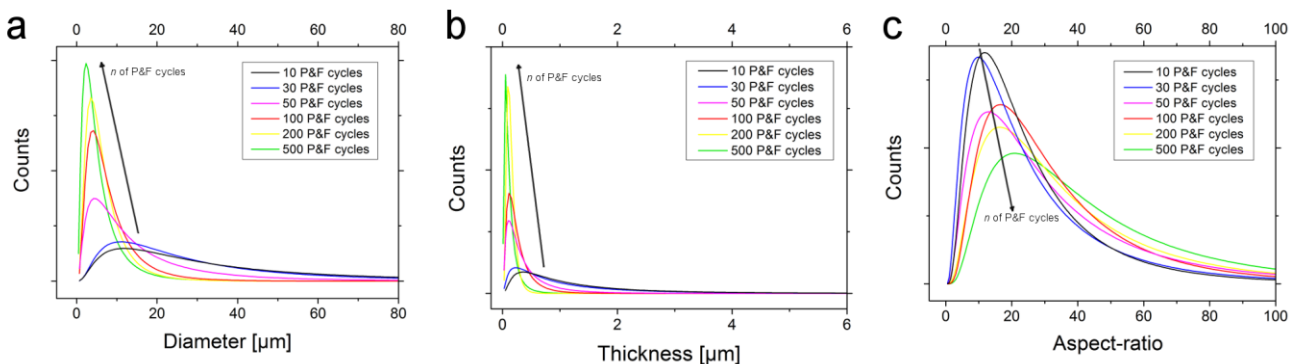 a
0 20 40 60 80
n of P&F cycles
10 P&F cycles
30 P&F cycles
50 P&F cycles
100 P&F cycles
200 P&F cycles
500 P&F cycles
Counts
0 20 40 60 80
Diameter [µm]
b
0 2 4 6
n of P&F cycles
10 P&F cycles
30 P&F cycles
50 P&F cycles
100 P&F cycles
200 P&F cycles
500 P&F cycles
Counts
0 2 4 6
Thickness [µm]
c
0 20 40 60 80 100
10 P&F cycles
30 P&F cycles
50 P&F cycles
100 P&F cycles
200 P&F cycles
500 P&F cycles
n of P&F cycles
Counts
0 20 40 60 80 100
Aspect-ratio